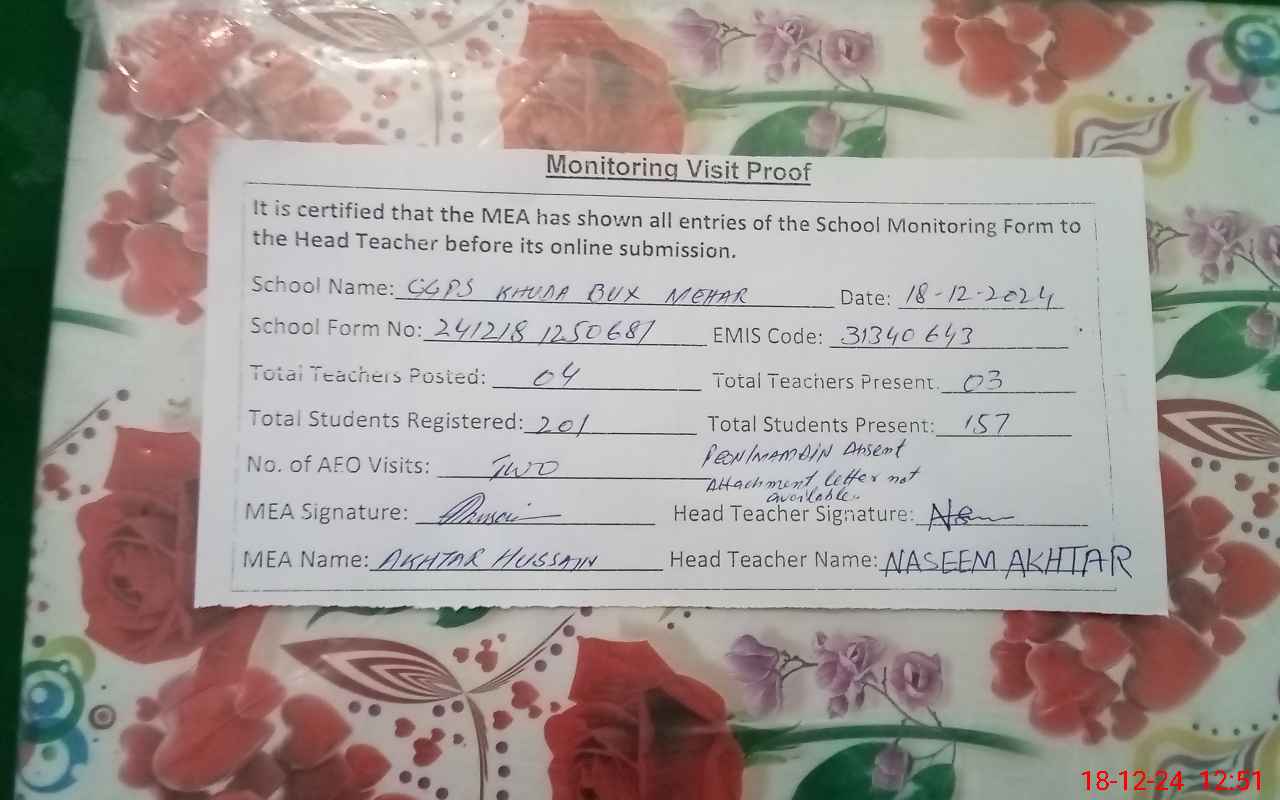 Monitoring Visit Proof
It is certified that the MEA has shown all entries of the School Monitoring Form to
the Head Teacher before its online submission.
School Name: GGPS KHUDA BUX MEHAR Date: 18-12-2024
School Form No: 241218 1250681 EMIS Code: 31340643
Total Teachers Posted: 04 Total Teachers Present. 03
Total Students Registered: 201 Total Students Present: 157
No. of AEO Visits: TWO
Absent
Attachment letter not
available.
MEA Signature: Head Teacher Signature:
MEA Name: AKHTAR HUSSAIN Head Teacher Name: NASEEM AKHTAR
18-12-24 12:51